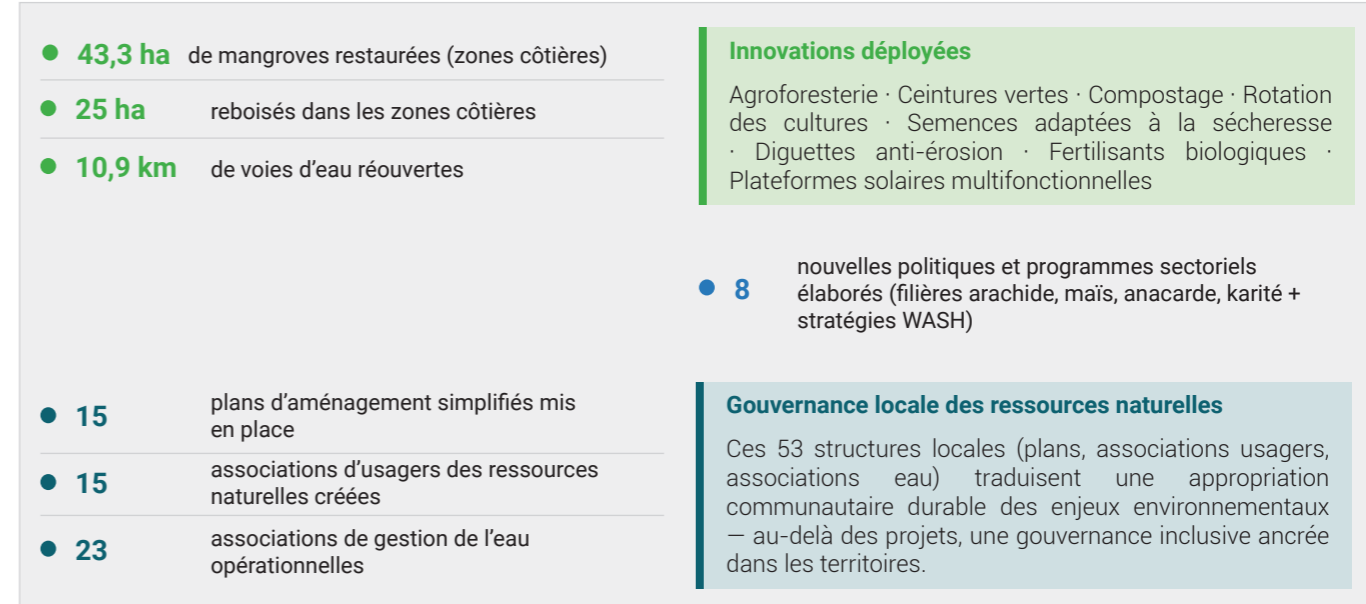 43,3 ha de mangroves restaurées (zones côtières)
25 ha reboisés dans les zones côtières
10,9 km de voies d'eau réouvertes
Innovations déployées
Agroforesterie · Ceintures vertes · Compostage · Rotation
des cultures · Semences adaptées à la sécheresse
· Diguettes anti-érosion · Fertilisants biologiques ·
Plateformes solaires multifonctionnelles
8
nouvelles politiques et programmes sectoriels
élaborés (filières arachide, maïs, anacarde, karité +
stratégies WASH)
15
plans d'aménagement simplifiés mis
en place
15
associations d'usagers des ressources
naturelles créées
23
associations de gestion de l'eau
opérationnelles
Gouvernance locale des ressources naturelles
Ces 53 structures locales (plans, associations usagers,
associations eau) traduisent une appropriation
communautaire durable des enjeux environnementaux
— au-delà des projets, une gouvernance inclusive ancrée
dans les territoires.